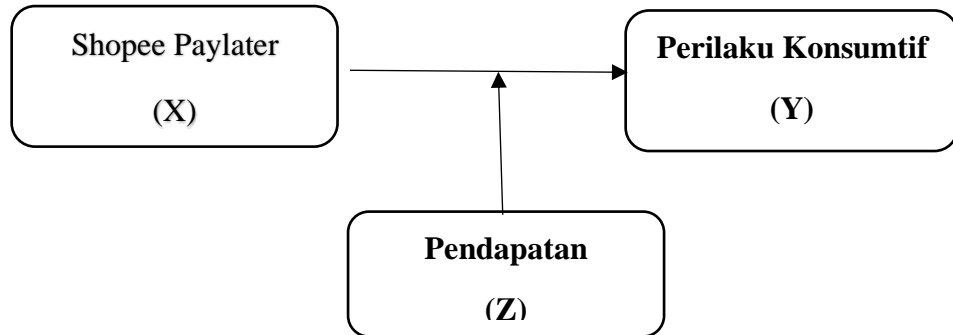 Shopee Paylater
(X)
Perilaku Konsumtif
(Y)
Pendapatan
(Z)